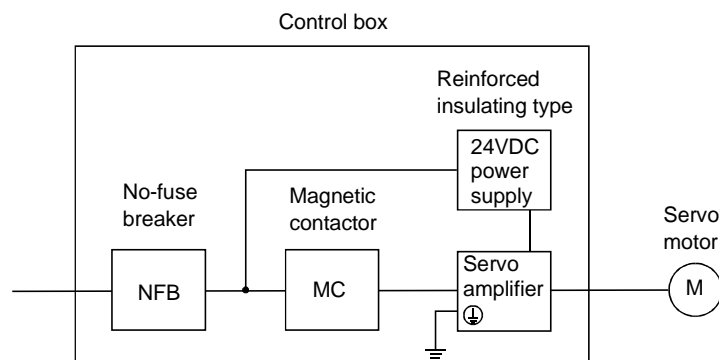 Control box
Reinforced
insulating type
24VDC
power
supply
No-fuse
breaker
Magnetic
contactor
Servo
motor
NFB
MC
Servo
amplifier
M